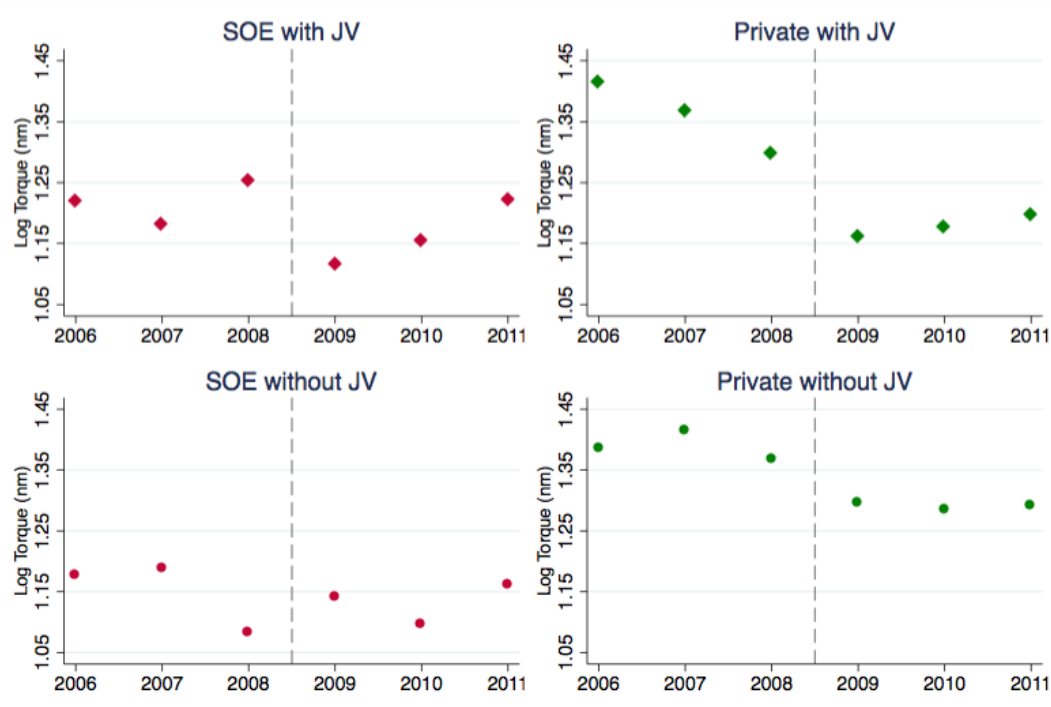 SOE with JV
Log Torque (nm)
1.45
1.35
1.25
1.15
1.05
2006 2007 2008 2009 2010 2011
Private with JV
Log Torque (nm)
1.45
1.35
1.25
1.15
1.05
2006 2007 2008 2009 2010 2011
SOE without JV
Log Torque (nm)
1.45
1.35
1.25
1.15
1.05
2006 2007 2008 2009 2010 2011
Private without JV
Log Torque (nm)
1.45
1.35
1.25
1.15
1.05
2006 2007 2008 2009 2010 2011